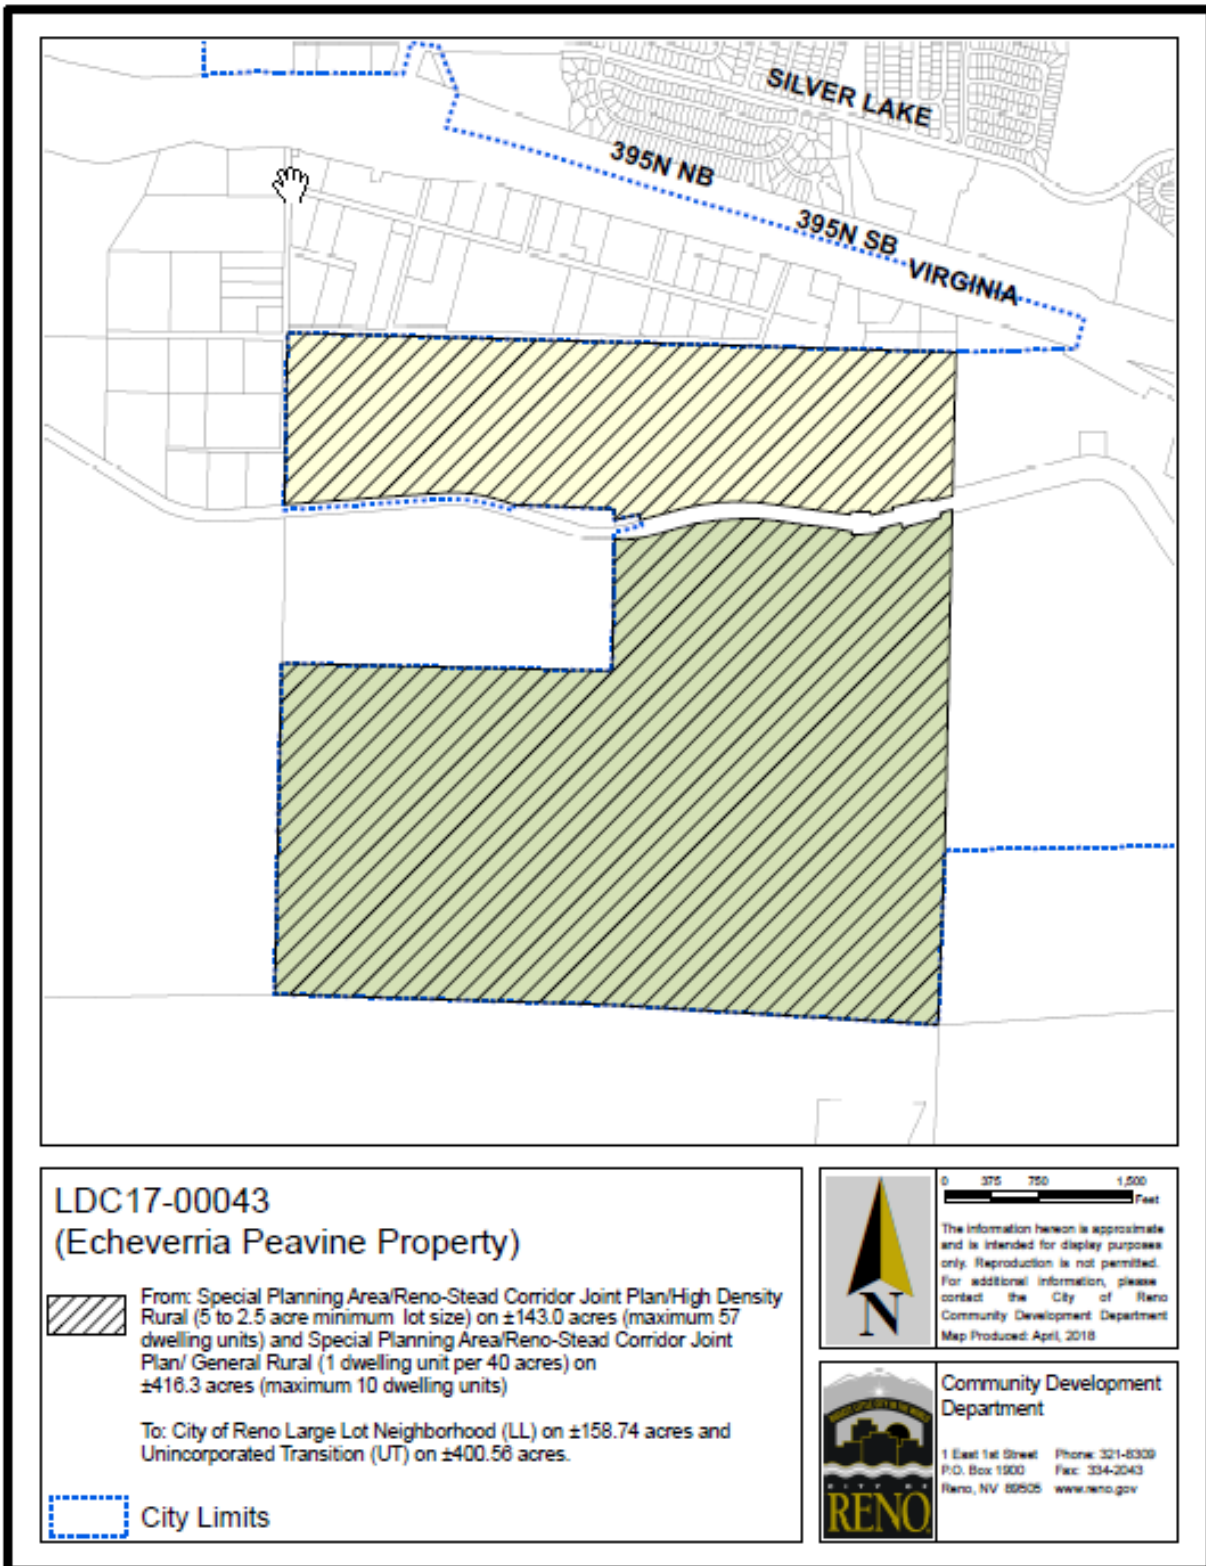 SILVER LAKE
395N NB
395N SB
VIRGINIA
LDC17-00043
(Echeverria Peavine Property)
From: Special Planning Area/Reno-Stead Corridor Joint Plan/High Density
Rural (5 to 2.5 acre minimum lot size) on ±143.0 acres (maximum 57
dwelling units) and Special Planning Area/Reno-Stead Corridor Joint
Plan/ General Rural (1 dwelling unit per 40 acres) on
±416.3 acres (maximum 10 dwelling units)
To: City of Reno Large Lot Neighborhood (LL) on ±158.74 acres and
Unincorporated Transition (UT) on ±400.56 acres.
City Limits
N
0 375 750 1,500
Feet
The information hereon is approximate
and is intended for display purposes
only. Reproduction is not permitted.
For additional information, please
contact the City of Reno
Community Development Department
Map Produced: April, 2018
Community Development
Department
1 East 1st Street Phone: 321-8309
P.O. Box 1900 Fax: 334-2043
Reno, NV 89505 www.reno.gov
CITY OF
RENO